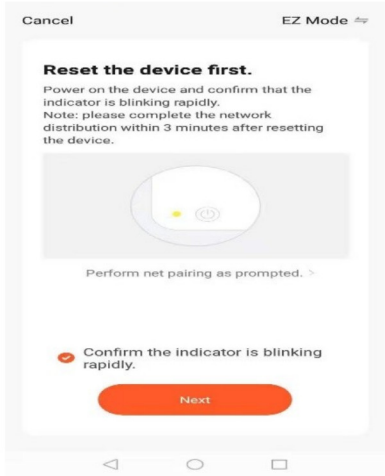 Cancel EZ Mode
Reset the device first.
Power on the device and confirm that the
indicator is blinking rapidly.
Note: please complete the network
distribution within 3 minutes after resetting
the device.
Perform net pairing as prompted. >
Confirm the indicator is blinking
rapidly.
Next